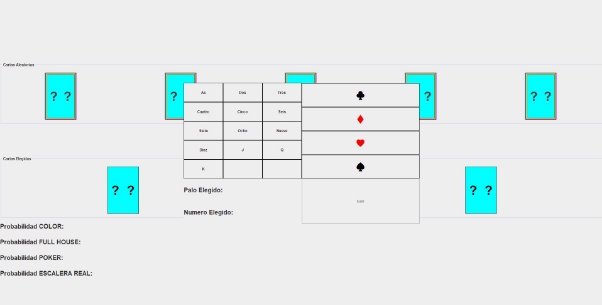 Cartas Aleatorias
? ?
?
? ?
? ?
As Dos Tres
Cuatro Cinco Seis
Siete Ocho Nueve
Diez J Q
K
Cartas Elegidas
? ?
? ?
Palo Elegido:
Numero Elegido:
Probabilidad COLOR:
Probabilidad FULL HOUSE:
Probabilidad POKER:
Probabilidad ESCALERA REAL: